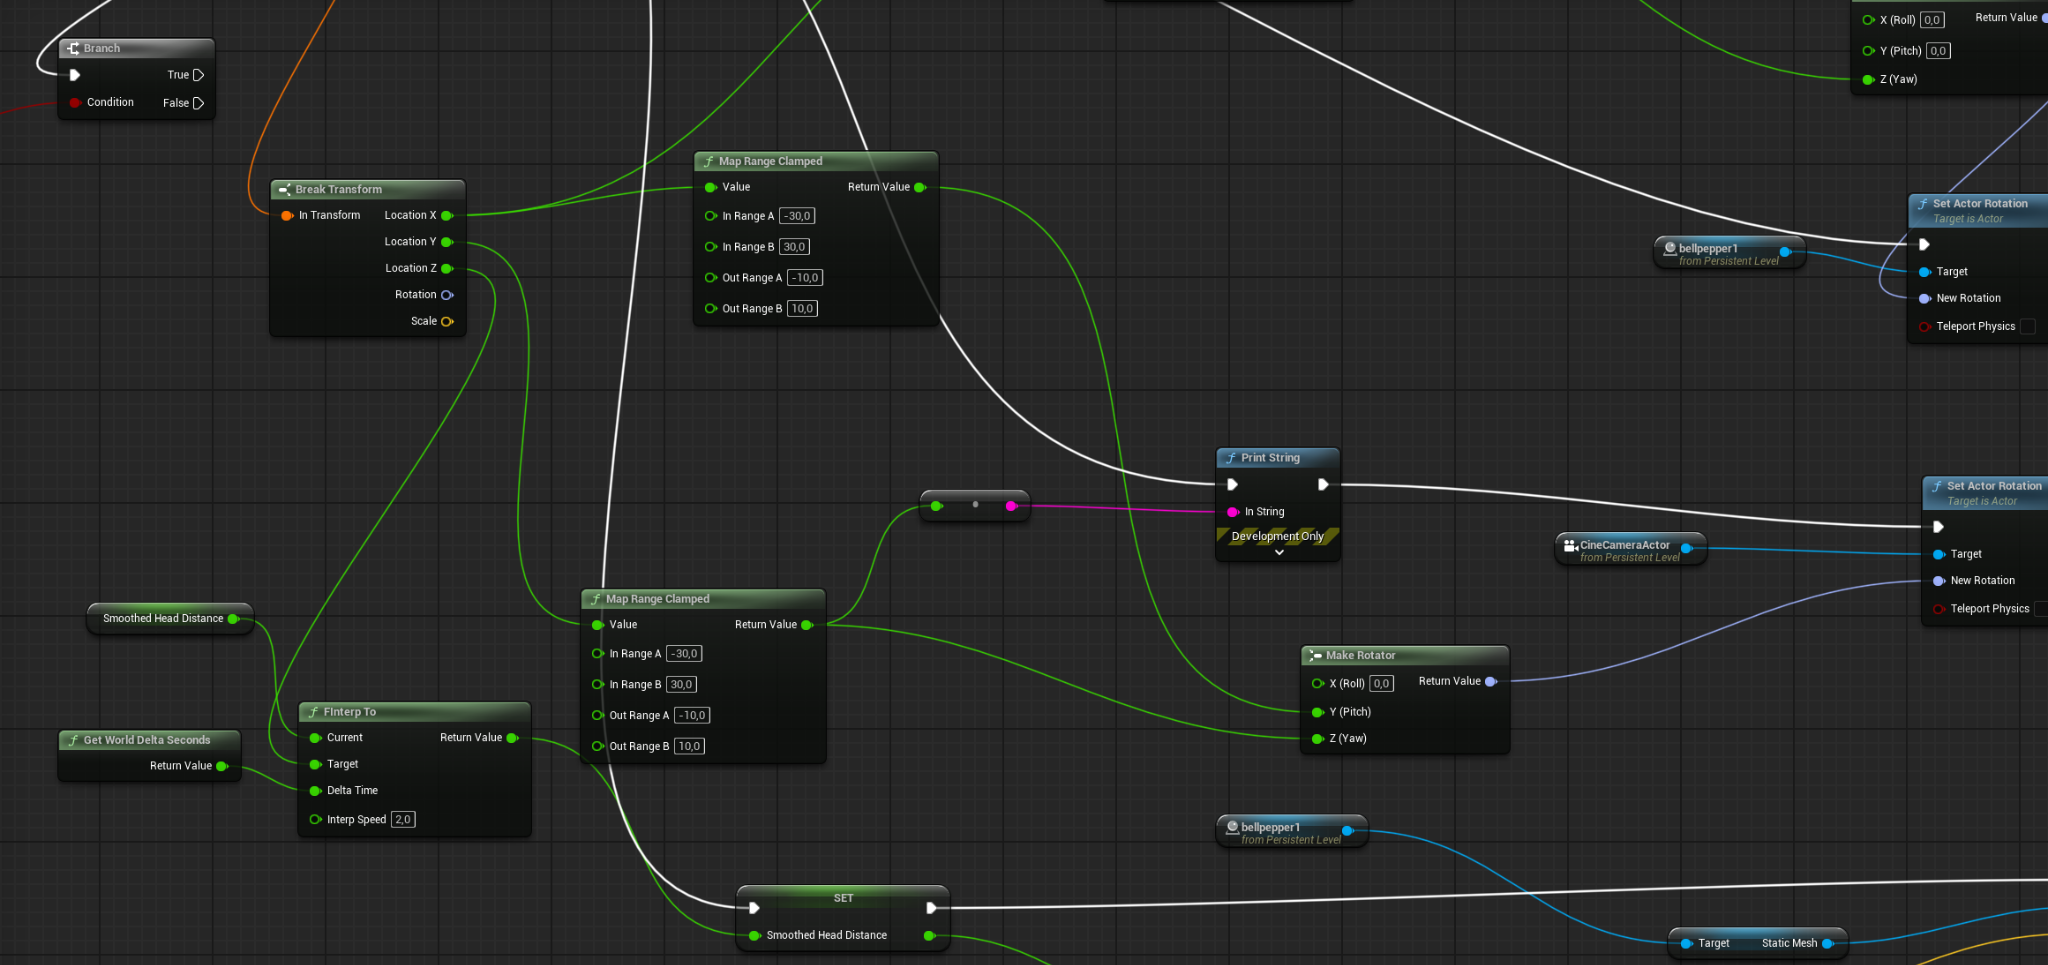 Branch
True
Condition
False
Break Transform
In Transform
Location X
Location Y
Location Z
Rotation
Scale
Map Range Clamped
Value
Return Value
In Range A -30,0
In Range B 30,0
Out Range A -10,0
Out Range B 10,0
X (Roll) 0,0
Return Value
Y (Pitch) 0,0
Z (Yaw)
bellpepper1
from Persistent Level
Set Actor Rotation
Target is Actor
Target
New Rotation
Teleport Physics
Print String
In String
Development Only
CineCameraActor
from Persistent Level
Set Actor Rotation
Target is Actor
Target
New Rotation
Teleport Physics
Smoothed Head Distance
Get World Delta Seconds
Return Value
FInterp To
Current
Return Value
Target
Delta Time
Interp Speed 2,0
Map Range Clamped
Value
Return Value
In Range A -30,0
In Range B 30,0
Out Range A -10,0
Out Range B 10,0
Make Rotator
X (Roll) 0,0
Return Value
Y (Pitch)
Z (Yaw)
bellpepper1
from Persistent Level
SET
Smoothed Head Distance
Target
Static Mesh